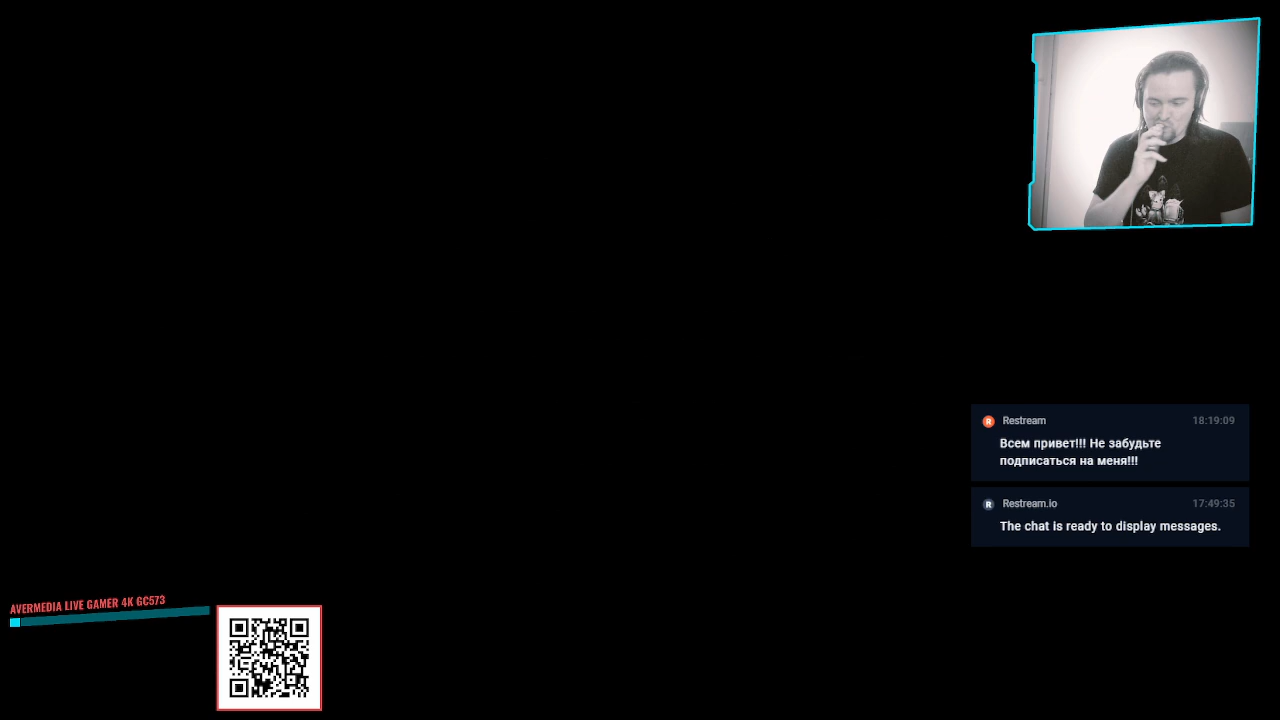 Restream 18:19:09
Всем привет!!! Не забудьте
подписаться на меня!!!
Restream.io 17:49:35
The chat is ready to display messages.
AVERMEDIA LIVE GAMER 4K GC573